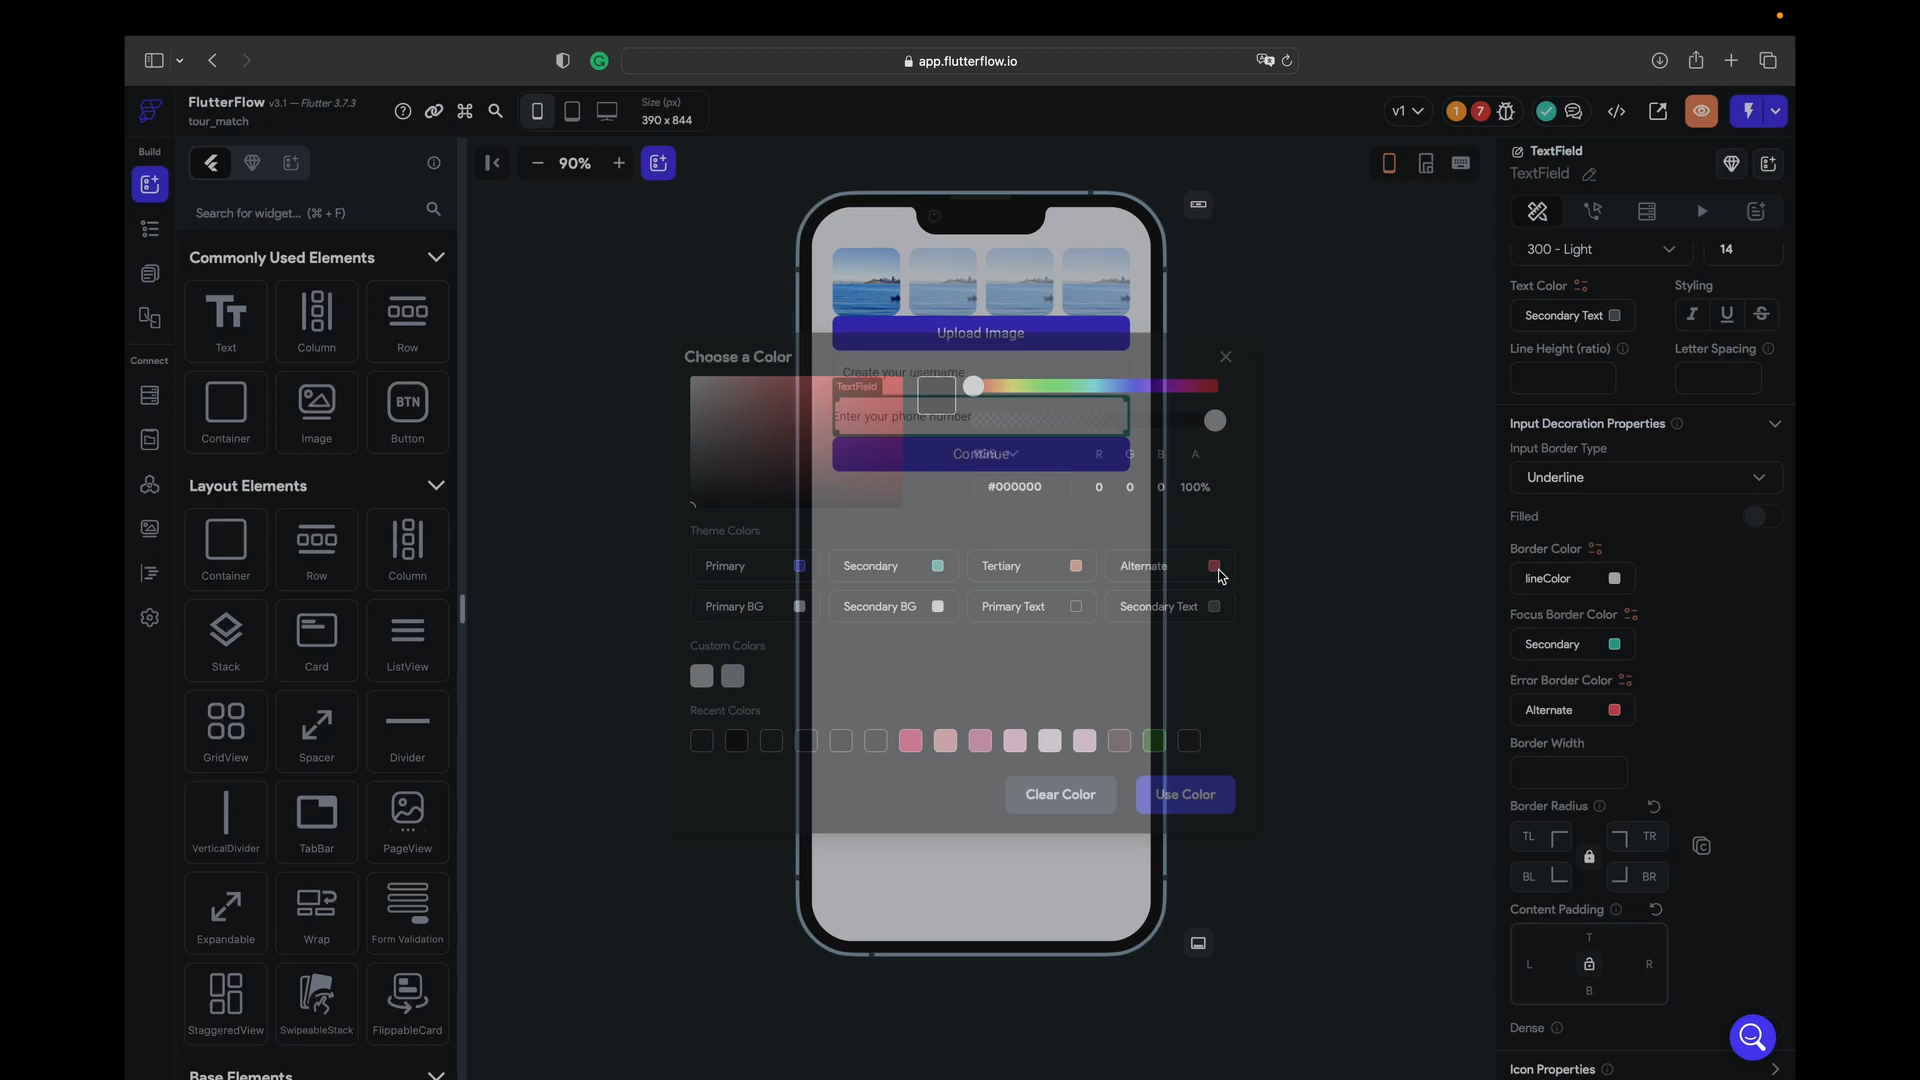 app.flutterflow.io
FlutterFlow v3.1 — Flutter 3.7.3
tour_match
Size (px)
390 x 844
v1
1
7
Build
Connect
90%
Search for widget... (⌘ + F)
Commonly Used Elements
Text
Column
Row
Container
Image
BTN
Button
Layout Elements
Container
Row
Column
Stack
Card
ListView
GridView
Spacer
Divider
VerticalDivider
TabBar
PageView
Expandable
Wrap
Form Validation
StaggeredView
SwipeableStack
FlippableCard
Base Elements
Upload Image
Create your username
TextField
Enter your phone number
Continue
Choose a Color
RGB
R
G
B
A
#000000
0
0
0
100%
Theme Colors
Primary
Secondary
Tertiary
Alternate
Primary BG
Secondary BG
Primary Text
Secondary Text
Custom Colors
Recent Colors
Clear Color
Use Color
TextField
TextField
300 - Light
14
Text Color
Styling
Secondary Text
I
U
S
Line Height (ratio)
Letter Spacing
Input Decoration Properties
Input Border Type
Underline
Filled
Border Color
lineColor
Focus Border Color
Secondary
Error Border Color
Alternate
Border Width
Border Radius
TL
TR
BL
BR
Content Padding
T
L
R
B
Dense
Icon Properties